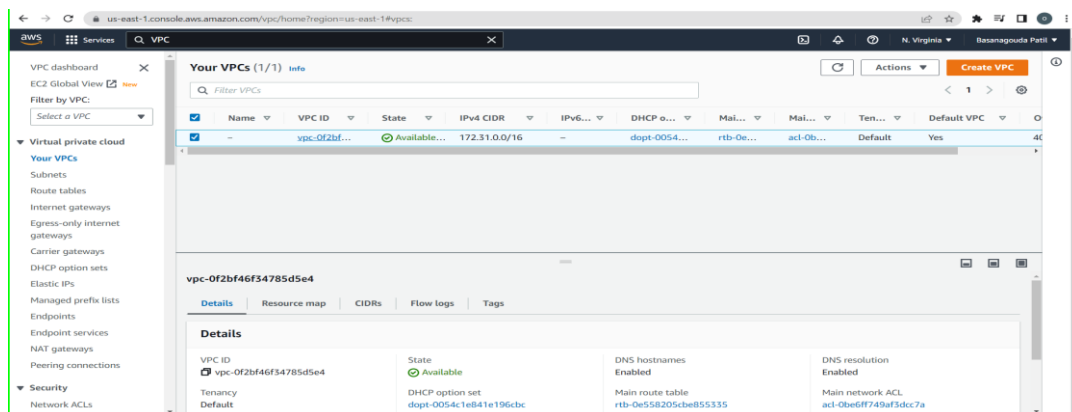 us-east-1.console.aws.amazon.com/vpc/home?region=us-east-1#vpcs:
aws Services VPC N. Virginia Basanagouda Patil
VPC dashboard
EC2 Global View New
Filter by VPC:
Select a VPC
Virtual private cloud
Your VPCs
Subnets
Route tables
Internet gateways
Egress-only internet
gateways
Carrier gateways
DHCP option sets
Elastic IPs
Managed prefix lists
Endpoints
Endpoint services
NAT gateways
Peering connections
Security
Network ACLs
Your VPCs (1/1) Info Actions Create VPC
Filter VPCs 1
Name VPC ID State IPv4 CIDR IPv6... DHCP o... Mai... Mai... Ten... Default VPC O
– vpc-0f2bf... Available... 172.31.0.0/16 – dopt-0054... rtb-0e... acl-0b... Default Yes 40
vpc-0f2bf46f34785d5e4
Details Resource map CIDRs Flow logs Tags
Details
VPC ID State DNS hostnames DNS resolution
vpc-0f2bf46f34785d5e4 Available Enabled Enabled
Tenancy DHCP option set Main route table Main network ACL
Default dopt-0054c1e841e196cbc rtb-0e558205cbe855335 acl-0be6ff749af3dcc7a